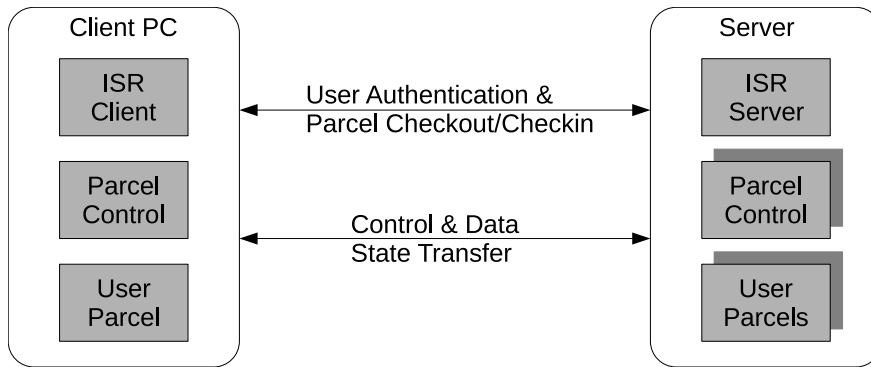 Client PC
ISR
Client
Parcel
Control
User
Parcel
User Authentication &
Parcel Checkout/Checkin
Control & Data
State Transfer
Server
ISR
Server
Parcel
Control
User
Parcels